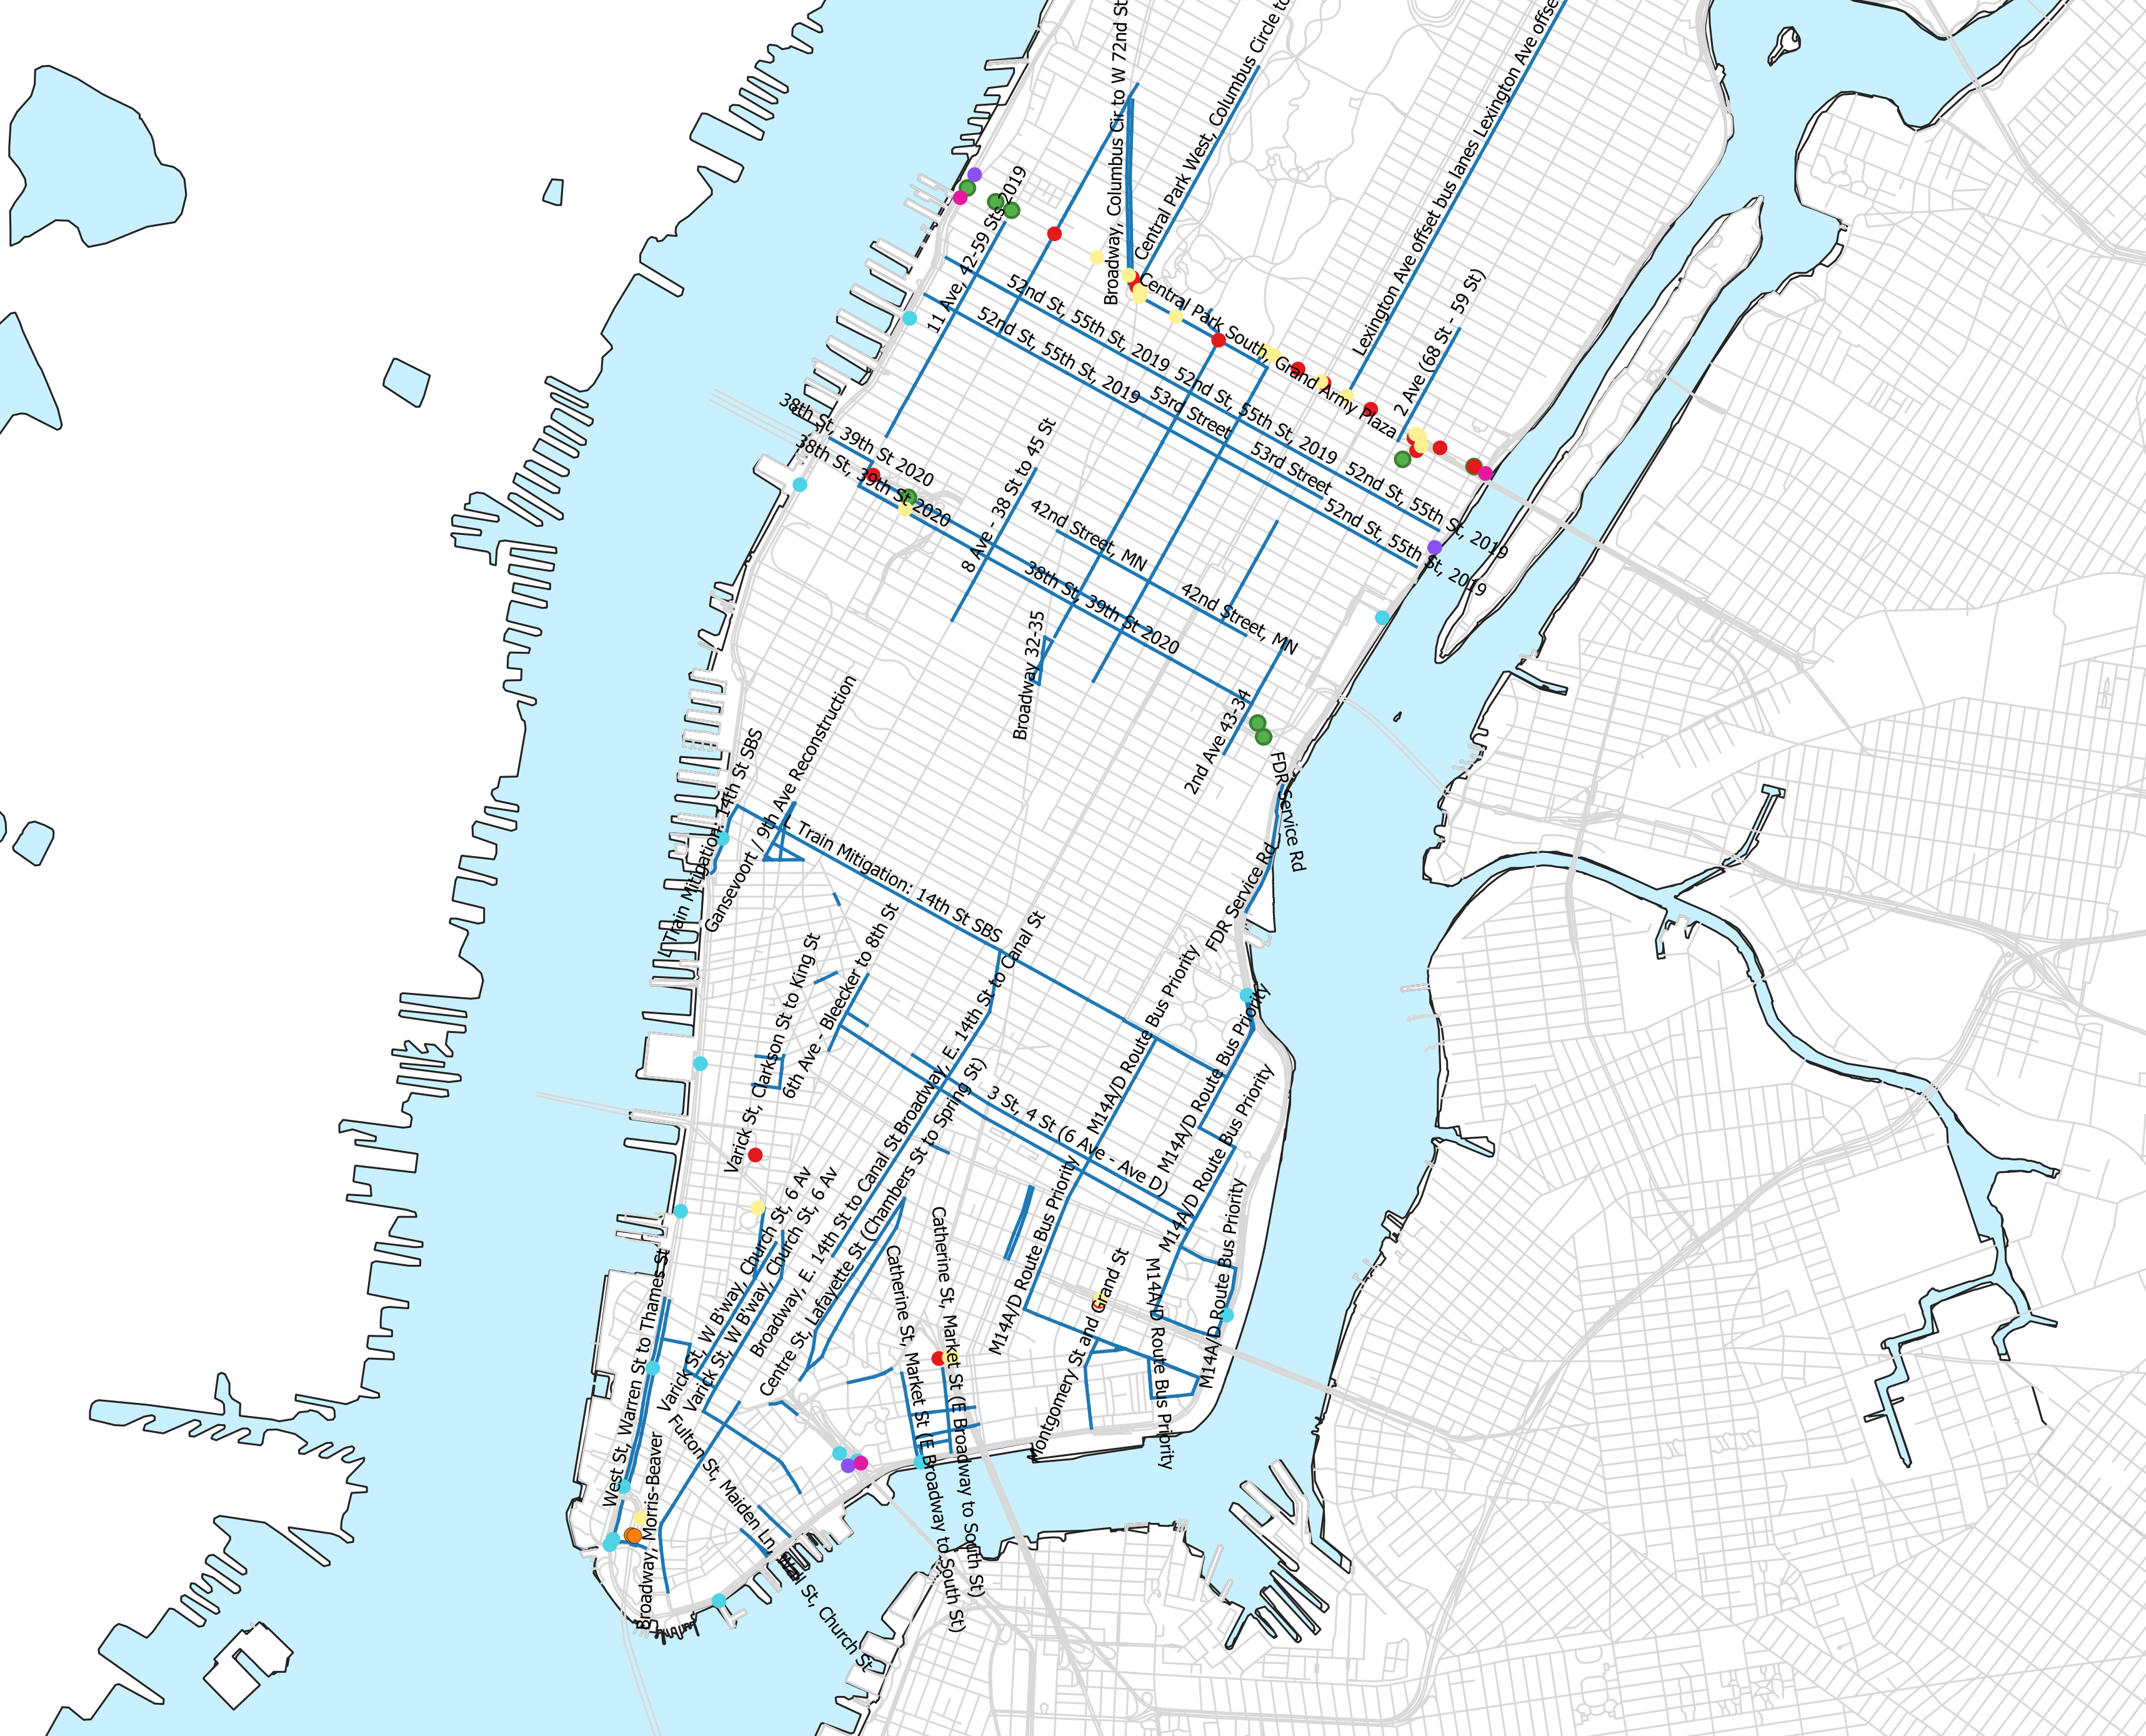 Broadway, Columbus Cir to W 72nd St
Central Park West, Columbus Circle to
Lexington Ave offset bus lanes Lexington Ave offse
11 Ave, 42-59 Sts 2019
Central Park South, Grand Army Plaza
2 Ave (68 St - 59 St)
52nd St, 55th St, 2019
52nd St, 55th St, 2019
52nd St, 55th St, 2019
52nd St, 55th St, 2019
52nd St, 55th St, 2019
53rd Street
53rd Street
38th St, 39th St 2020
38th St, 39th St 2020
38th St, 39th St 2020
8 Ave - 38 St to 45 St
42nd Street, MN
42nd Street, MN
Broadway 32-35
2nd Ave 43-34
FDR Service Rd
FDR Service Rd
L Train Mitigation: 14th St SBS
L Train Mitigation: 14th St SBS
Gansevoort / 9th Ave Reconstruction
6th Ave - Bleecker to 8th St
Varick St, Clarkson St to King St
Broadway, E. 14th St to Canal St
Broadway, E. 14th St to Canal St
Centre St, Lafayette St (Chambers St to Spring St)
3 St, 4 St (6 Ave - Ave D)
M14A/D Route Bus Priority
M14A/D Route Bus Priority
M14A/D Route Bus Priority
M14A/D Route Bus Priority
M14A/D Route Bus Priority
M14A/D Route Bus Priority
Varick St, W B'way, Church St, 6 Av
Varick St, W B'way, Church St, 6 Av
Catherine St, Market St (E Broadway to South St)
Catherine St, Market St (E Broadway to South St)
Montgomery St and Grand St
West St, Warren St to Thames St
Broadway, Morris-Beaver
Fulton St, Maiden Ln
Wall St, Church St